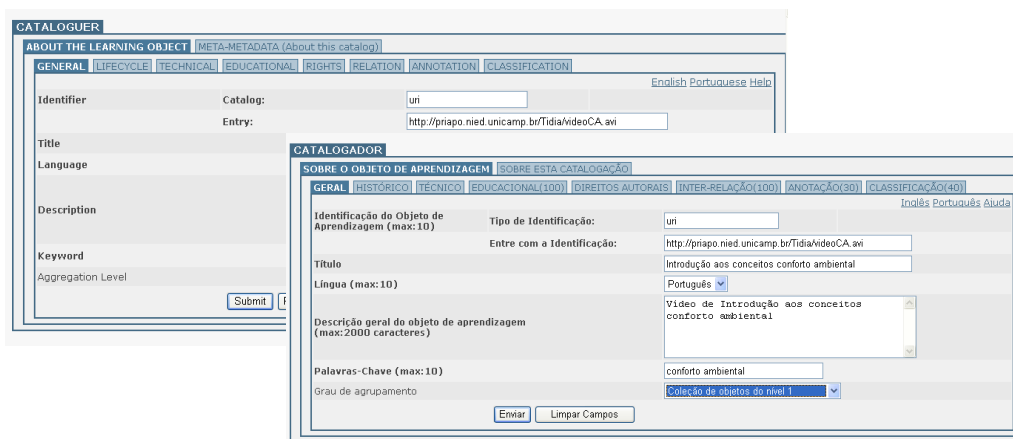 CATALOGUER
ABOUT THE LEARNING OBJECT META-METADATA (About this catalog)
GENERAL LIFECYCLE TECHNICAL EDUCATIONAL RIGHTS RELATION ANNOTATION CLASSIFICATION
English Portuguese Help
Identifier Catalog: uri
Entry: http://priapo.nied.unicamp.br/Tidia/videoCA.avi
Title
Language
Description
Keyword
Aggregation Level
Submit
CATALOGADOR
SOBRE O OBJETO DE APRENDIZAGEM SOBRE ESTA CATALOGAÇÃO
GERAL HISTÓRICO TÉCNICO EDUCACIONAL(100) DIREITOS AUTORAIS INTER-RELAÇÃO(100) ANOTAÇÃO(30) CLASSIFICAÇÃO(40)
Inglês Português Ajuda
Identificação do Objeto de
Aprendizagem (max:10) Tipo de Identificação: uri
Entre com a Identificação: http://priapo.nied.unicamp.br/Tidia/videoCA.avi
Título Introdução aos conceitos conforto ambiental
Língua (max:10) Português
Descrição geral do objeto de aprendizagem
(max:2000 caracteres)
Vídeo de Introdução aos conceitos
conforto ambiental
Palavras-Chave (max:10) conforto ambiental
Grau de agrupamento Coleção de objetos do nível 1
Enviar Limpar Campos